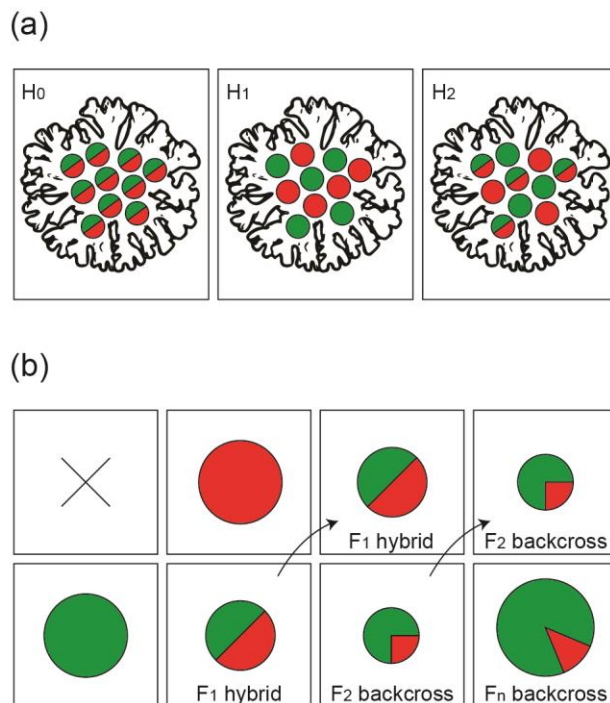 (a)
H0 H1 H2
(b)
F1 hybrid F2 backcross
F1 hybrid F2 backcross Fn backcross